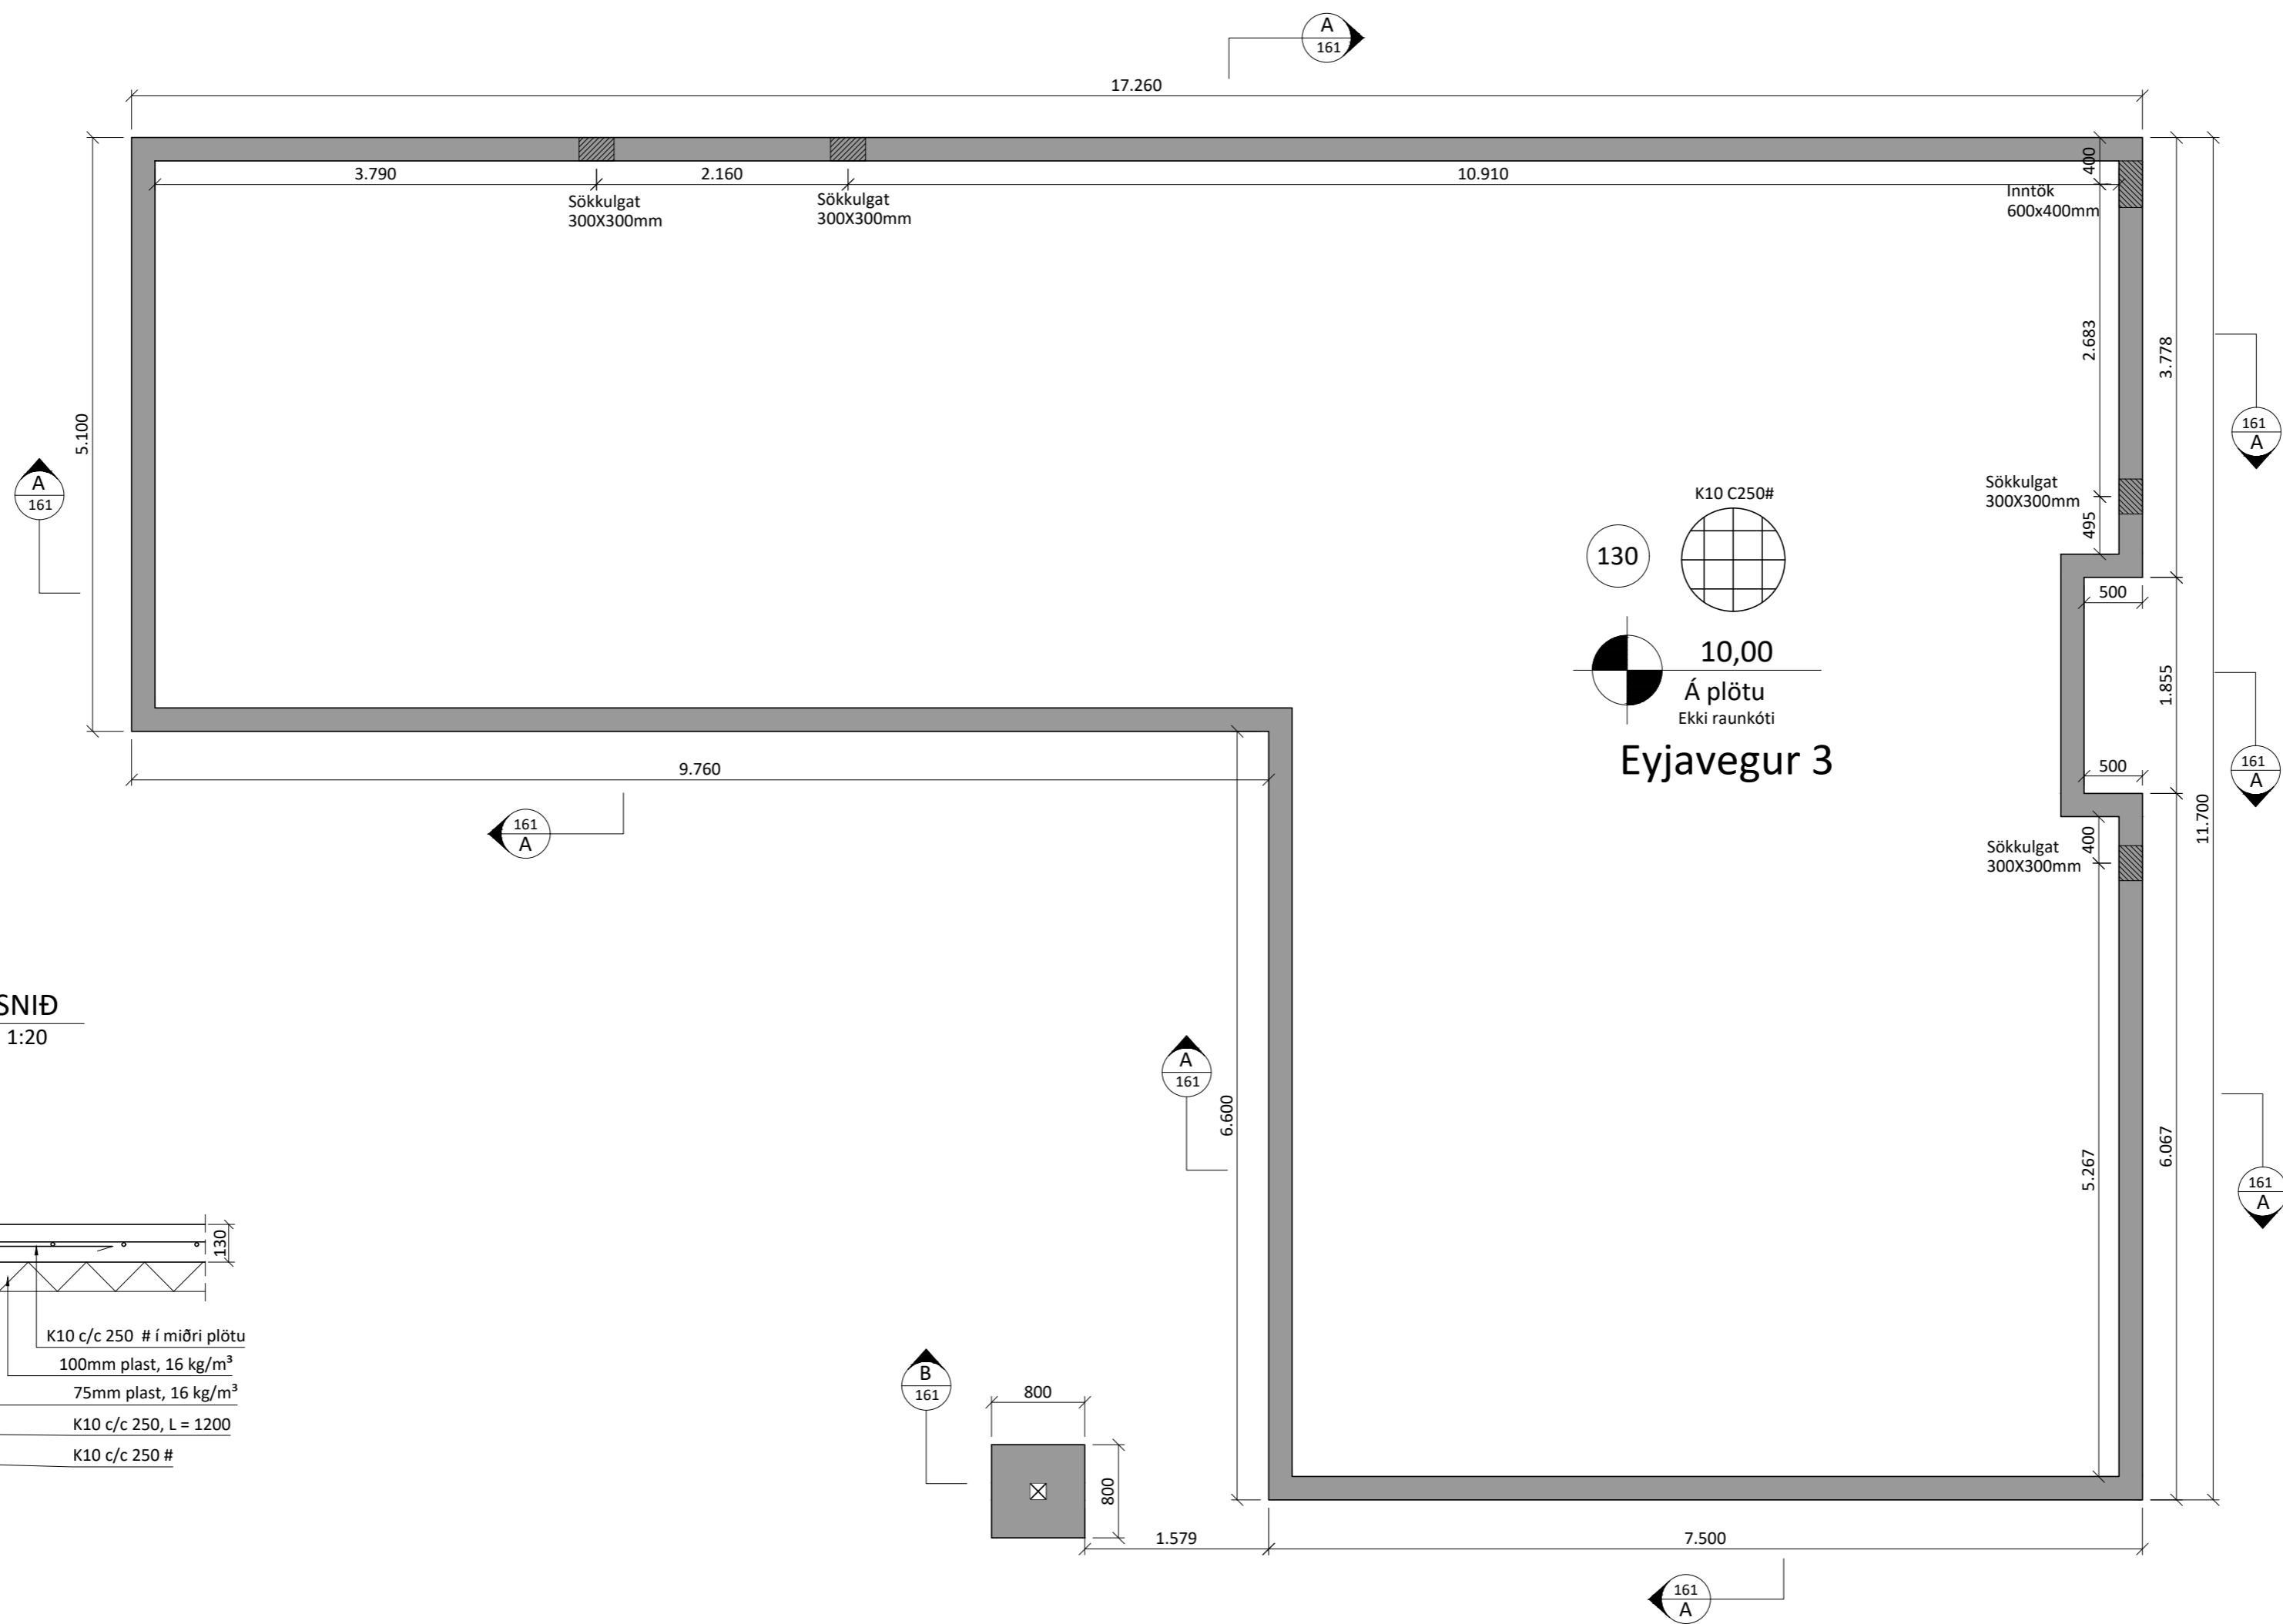 A
161
17.260
3.790
2.160
10.910
400
Sökkulgat
300X300mm
Sökkulgat
300X300mm
Inntök
600x400mm
2.683
3.778
5.100
A
161
161
A
Sökkulgat
300X300mm
495
K10 C250#
130
500
10,00
Á plötu
Ekki raunkóti
Eyjavegur 3
1.855
500
161
A
11.700
9.760
161
A
400
Sökkulgat
300X300mm
SNIÐ
1:20
A
161
6.600
5.267
6.067
161
A
130
K10 c/c 250 # í miðri plötu
100mm plast, 16 kg/m³
75mm plast, 16 kg/m³
K10 c/c 250, L = 1200
K10 c/c 250 #
B
161
800
800
1.579
7.500
161
A